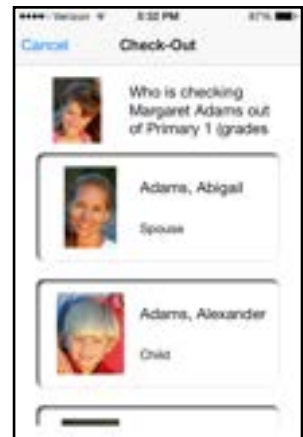 Verizon 5:32 PM 87%
Cancel Check-Out
Who is checking
Margaret Adams out
of Primary 1 (grades
Adams, Abigail
Spouse
Adams, Alexander
Child